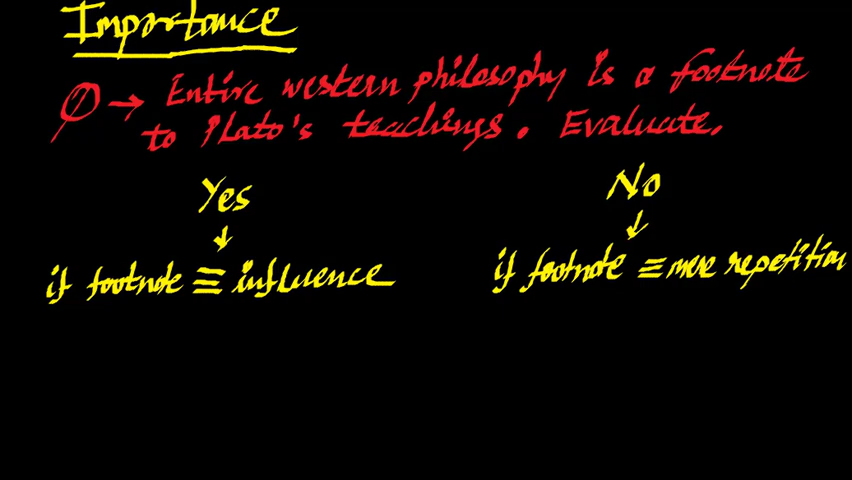 Importance
Q → Entire western philosophy is a footnote
to Plato's teachings. Evaluate.
Yes
No
↓
↓
if footnote ≡ influence
if footnote ≡ mere repetition